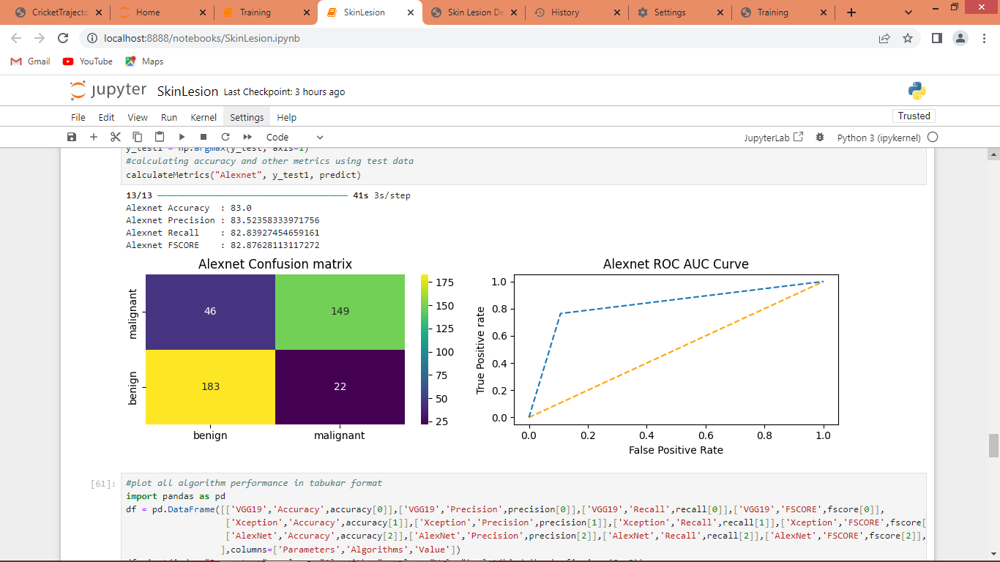 CricketTrajecto
Home
Training
SkinLesion
Skin Lesion De
History
Settings
Training
localhost:8888/notebooks/SkinLesion.ipynb
Gmail YouTube Maps
jupyter SkinLesion Last Checkpoint: 3 hours ago
File Edit View Run Kernel Settings Help
Trusted
Code
JupyterLab
Python 3 (ipykernel)
y_test1 = np.argmax(y_test, axis=1)
#calculating accuracy and other metrics using test data
calculateMetrics("Alexnet", y_test1, predict)
13/13 41s 3s/step
Alexnet Accuracy : 83.0
Alexnet Precision : 83.52358333971756
Alexnet Recall : 82.83927454659161
Alexnet FSCORE : 82.87628113117272
Alexnet Confusion matrix
malignant
benign
46 149
183 22
benign malignant
175
150
125
100
75
50
25
Alexnet ROC AUC Curve
True Positive rate
1.0
0.8
0.6
0.4
0.2
0.0
0.0 0.2 0.4 0.6 0.8 1.0
False Positive Rate
[61]:
#plot all algorithm performance in tabukar format
import pandas as pd
df = pd.DataFrame([['VGG19','Accuracy',accuracy[0]],['VGG19','Precision',precision[0]],['VGG19','Recall',recall[0]],['VGG19','FSCORE',fscore[0]],
['Xception','Accuracy',accuracy[1]],['Xception','Precision',precision[1]],['Xception','Recall',recall[1]],['Xception','FSCORE',fscore[
['AlexNet','Accuracy',accuracy[2]],['AlexNet','Precision',precision[2]],['AlexNet','Recall',recall[2]],['AlexNet','FSCORE',fscore[2]],
],columns=['Parameters','Algorithms','Value'])